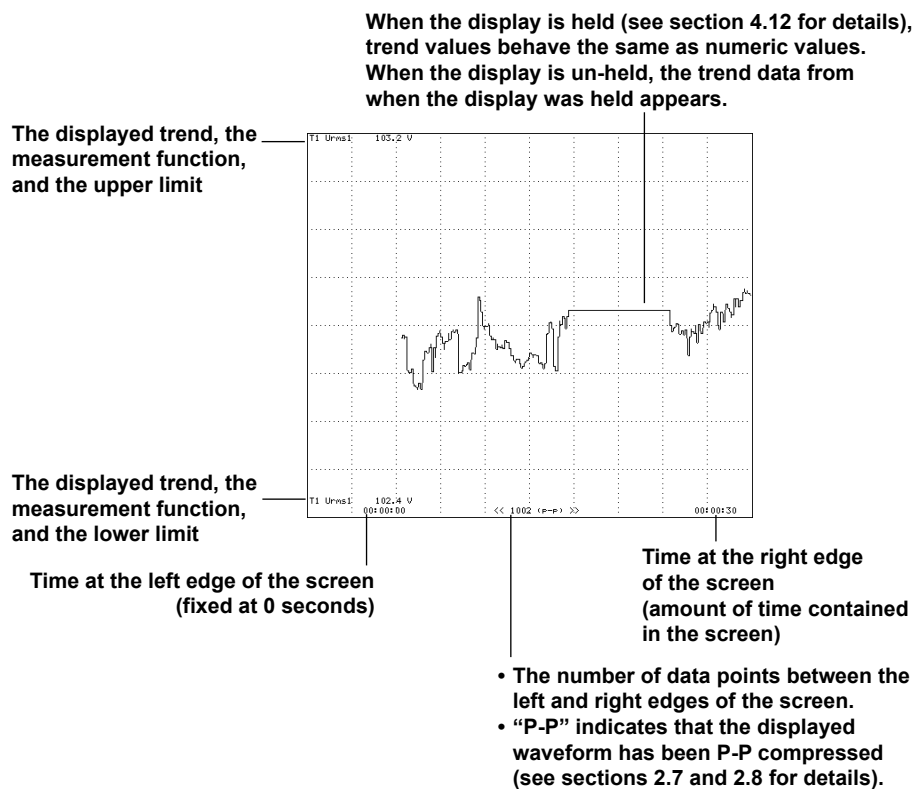 When the display is held (see section 4.12 for details),
trend values behave the same as numeric values.
When the display is un-held, the trend data from
when the display was held appears.
The displayed trend, the
measurement function,
and the upper limit
T1 Urms1 103.2 V
The displayed trend, the
measurement function,
and the lower limit
T1 Urms1 102.4 V
00:00:00 << 1002 (p-p) >> 00:00:30
Time at the left edge of the screen
(fixed at 0 seconds)
Time at the right edge
of the screen
(amount of time contained
in the screen)
• The number of data points between the
left and right edges of the screen.
• “P-P” indicates that the displayed
waveform has been P-P compressed
(see sections 2.7 and 2.8 for details).